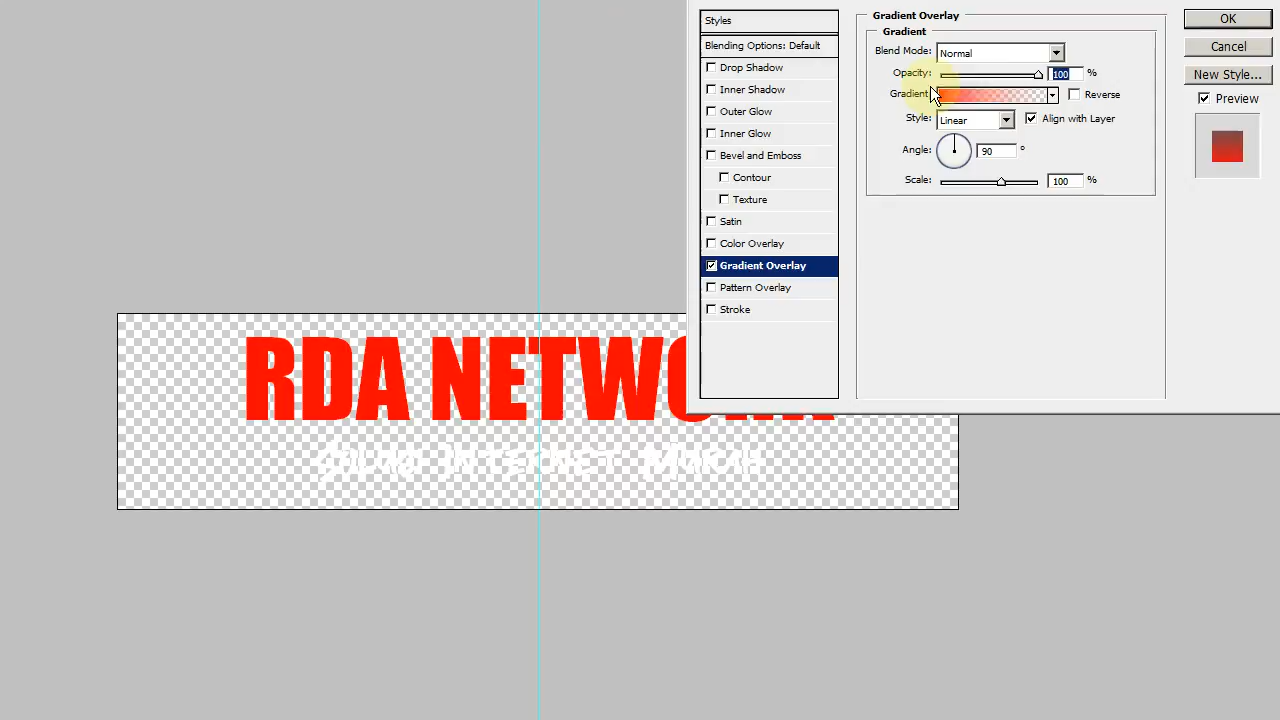 Styles
Blending Options: Default
Drop Shadow
Inner Shadow
Outer Glow
Inner Glow
Bevel and Emboss
Contour
Texture
Satin
Color Overlay
Gradient Overlay
Pattern Overlay
Stroke
Gradient Overlay
Gradient
Blend Mode: Normal
Opacity: 100 %
Gradient Reverse
Style: Linear Align with Layer
Angle: 90 °
Scale: 100 %
OK
Cancel
New Style...
Preview
RDA NETWO
Internet Murah